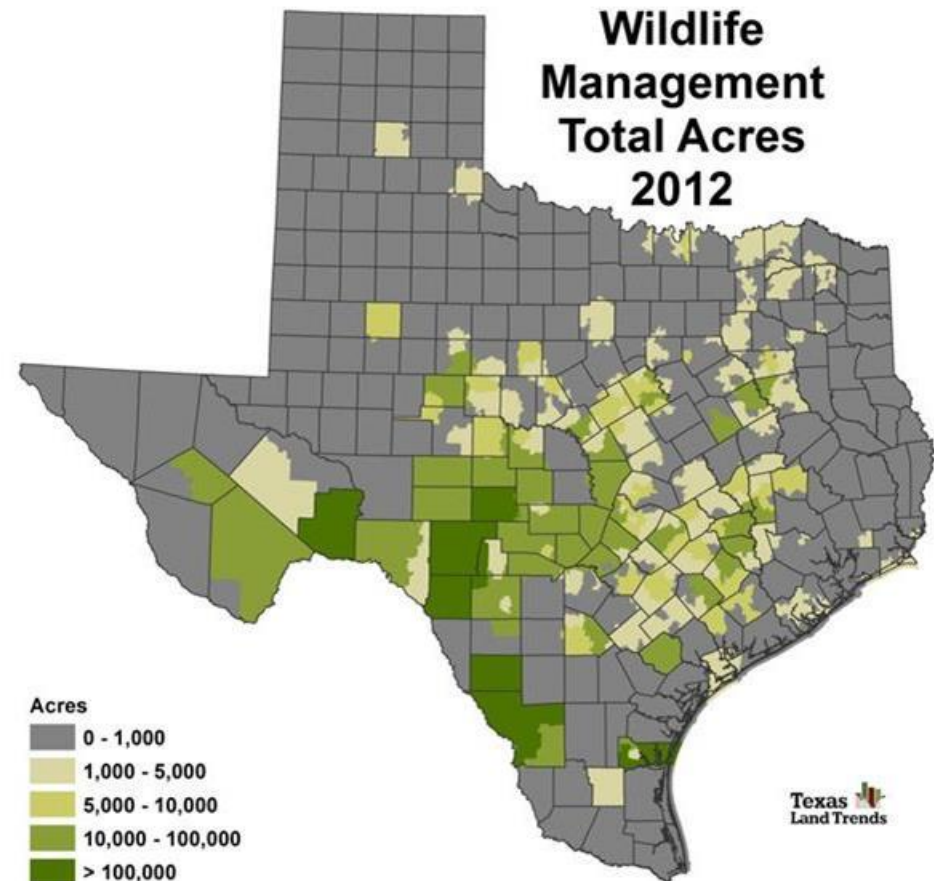 Wildlife
Management
Total Acres
2012
Acres
0 - 1,000
1,000 - 5,000
5,000 - 10,000
10,000 - 100,000
> 100,000
Texas
Land Trends